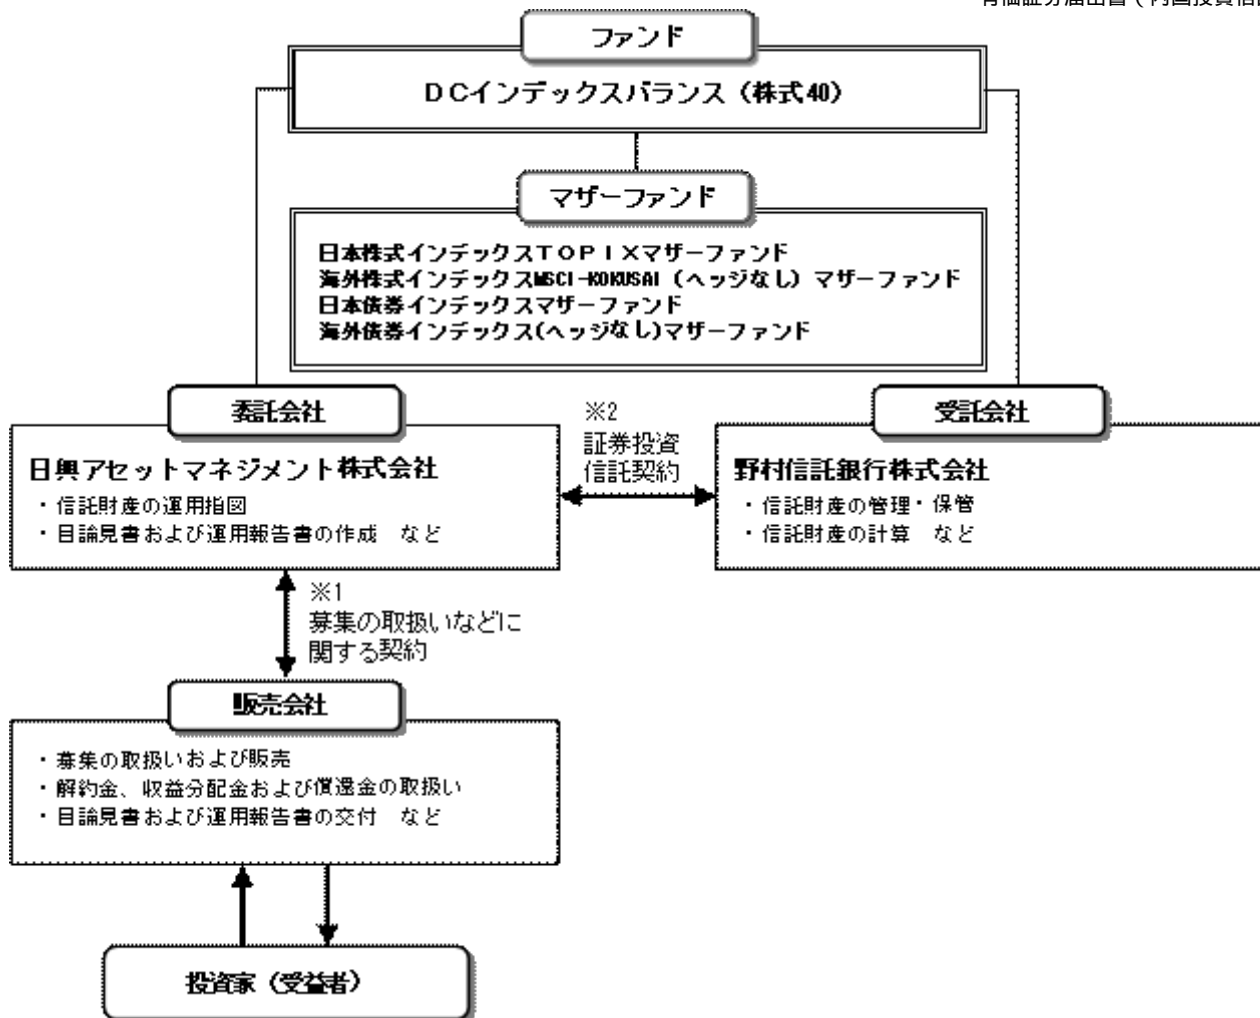 ファンド
DCインデックスバランス（株式40）
マザーファンド
日本株式インデックスTOPIXマザーファンド
海外株式インデックスMSCI-KOKUSAI（ヘッジなし）マザーファンド
日本債券インデックスマザーファンド
海外債券インデックス(ヘッジなし)マザーファンド
委託会社
日興アセットマネジメント株式会社
・信託財産の運用指図
・目論見書および運用報告書の作成　など
※2
証券投資
信託契約
受託会社
野村信託銀行株式会社
・信託財産の管理・保管
・信託財産の計算　など
※1
募集の取扱いなどに
関する契約
販売会社
・募集の取扱いおよび販売
・解約金、収益分配金および償還金の取扱い
・目論見書および運用報告書の交付　など
投資家（受益者）